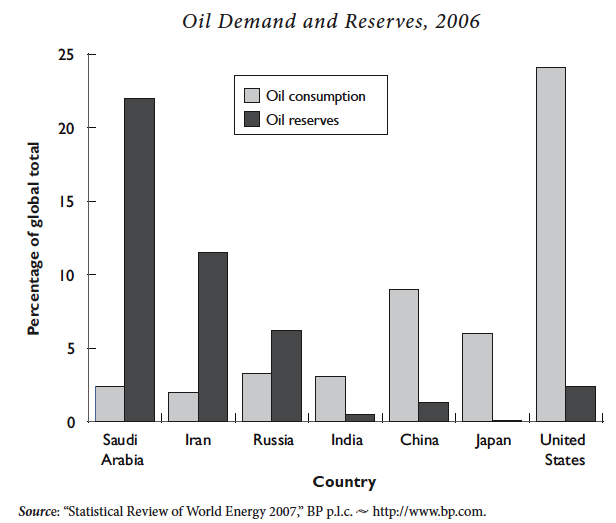 Oil Demand and Reserves, 2006
25
20
15
10
5
0
Percentage of global total
Oil consumption
Oil reserves
Saudi
Arabia
Iran
Russia
India
China
Japan
United
States
Country
Source: “Statistical Review of World Energy 2007,” BP p.l.c. ~ http://www.bp.com.